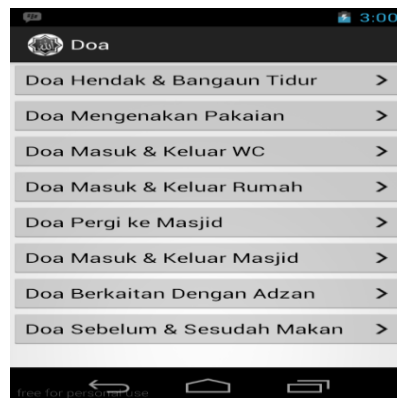 3:00
Doa
Doa Hendak & Bangaun Tidur >
Doa Mengenakan Pakaian >
Doa Masuk & Keluar WC >
Doa Masuk & Keluar Rumah >
Doa Pergi ke Masjid >
Doa Masuk & Keluar Masjid >
Doa Berkaitan Dengan Adzan >
Doa Sebelum & Sesudah Makan >
free for personal use